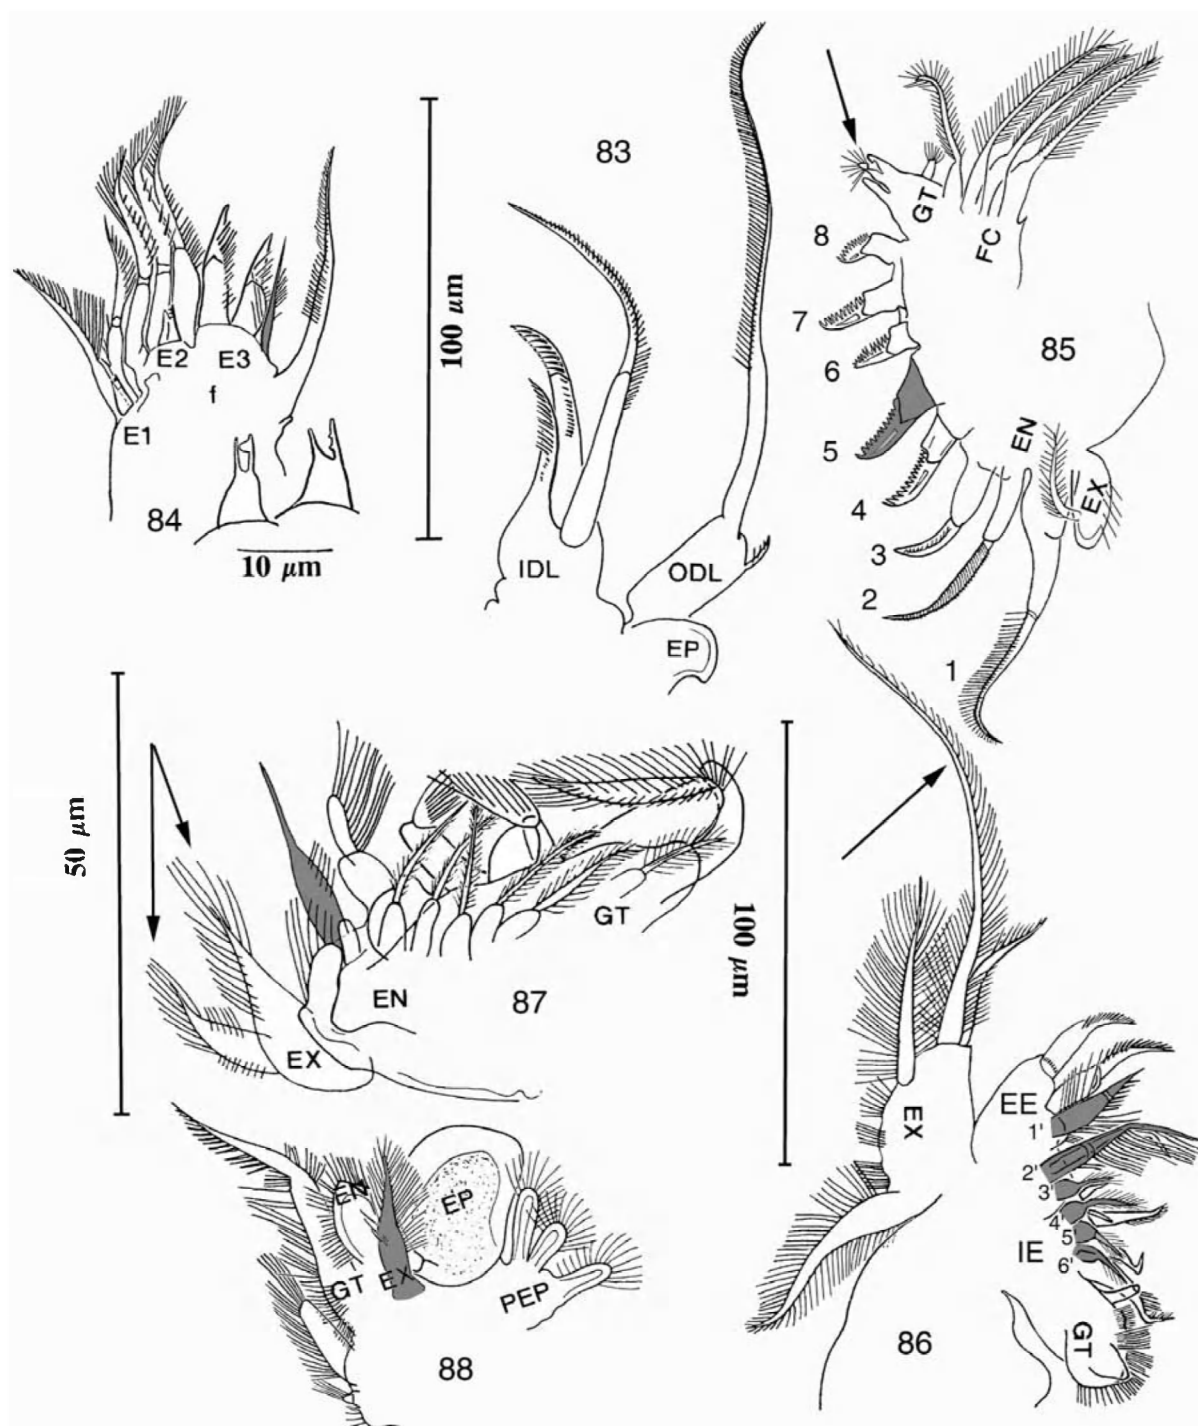 83
100 µm
IDL
ODL
EP
E1
E2
E3
f
84
10 µm
GT
FC
8
7
6
5
4
3
2
1
85
EN
EX
50 µm
EX
EN
87
GT
100 µm
EX
EE
1'
2'
3'
4'
5'
6'
IE
GT
86
EN
GT
EX
EP
PEP
88